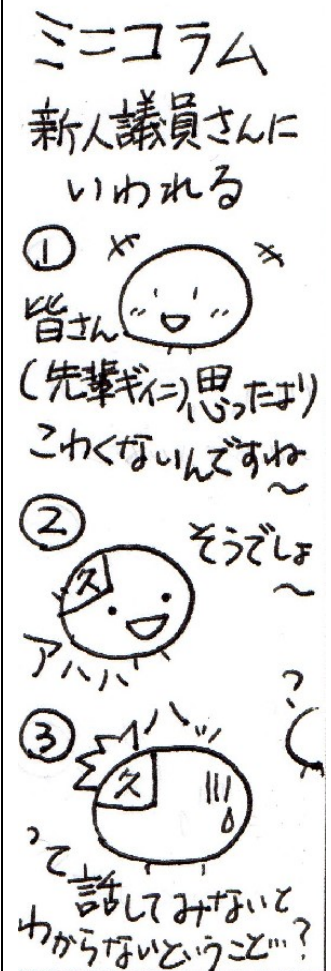 ミニコラム
新人議員さんに
いわれる
①
皆さん
(先輩ギイン)思ったより
こわくないんですね
〜
②
そうでしょ
〜
久
アハハ
③
ハッ
久
?
って話してみないと
わからないということ…?